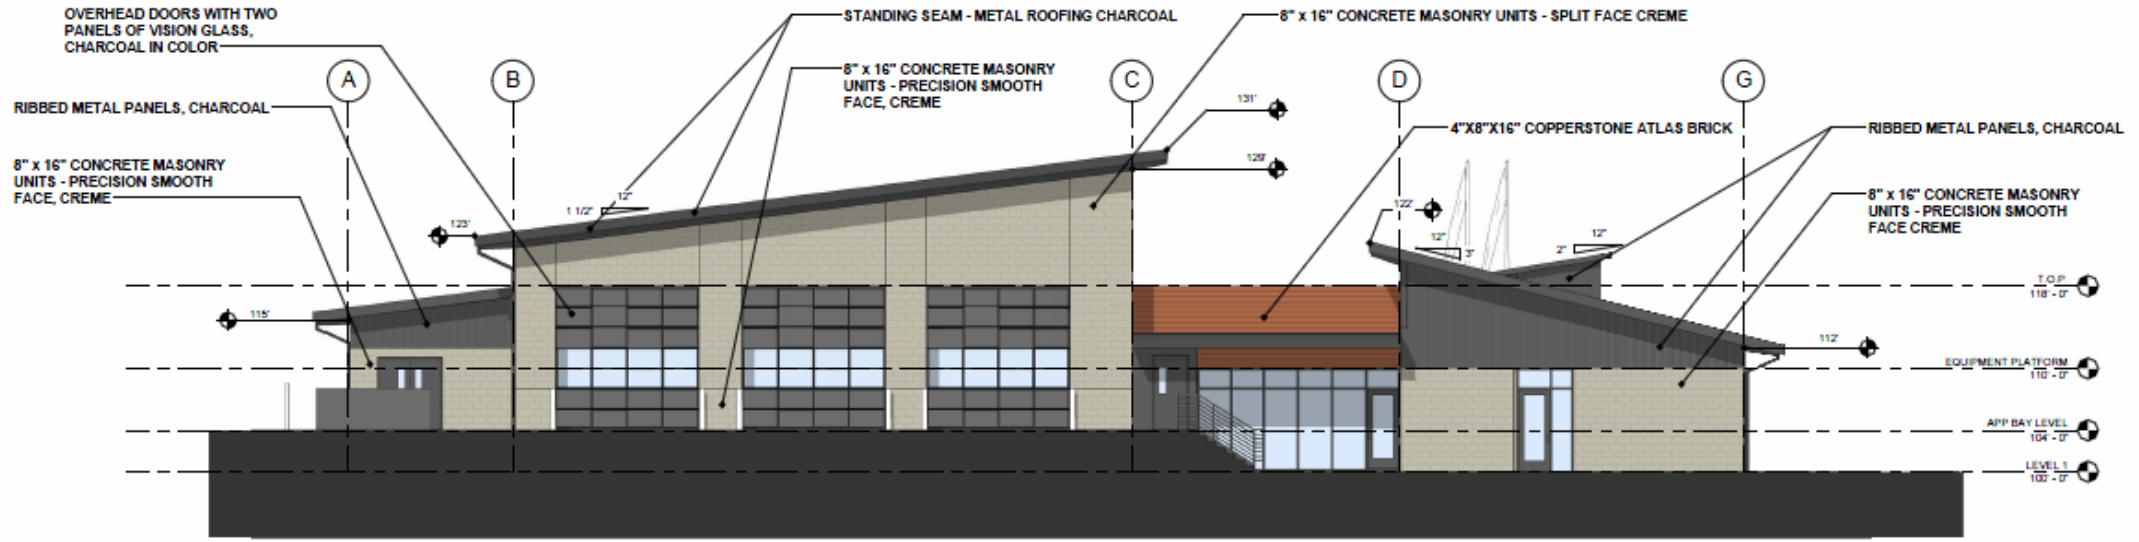 OVERHEAD DOORS WITH TWO
PANELS OF VISION GLASS,
CHARCOAL IN COLOR
STANDING SEAM - METAL ROOFING CHARCOAL
8" x 16" CONCRETE MASONRY UNITS - SPLIT FACE CREME
A
B
8" x 16" CONCRETE MASONRY
UNITS - PRECISION SMOOTH
FACE, CREME
C
D
G
RIBBED METAL PANELS, CHARCOAL
131'
4"X8"X16" COPPERSTONE ATLAS BRICK
RIBBED METAL PANELS, CHARCOAL
8" x 16" CONCRETE MASONRY
UNITS - PRECISION SMOOTH
FACE, CREME
129'
8" x 16" CONCRETE MASONRY
UNITS - PRECISION SMOOTH
FACE CREME
12"
1 1/2"
123'
122'
12"
3"
12"
2"
T.O.P.
118' - 0"
115'
112'
EQUIPMENT PLATFORM
110' - 0"
APP BAY LEVEL
104' - 0"
LEVEL 1
100' - 0"